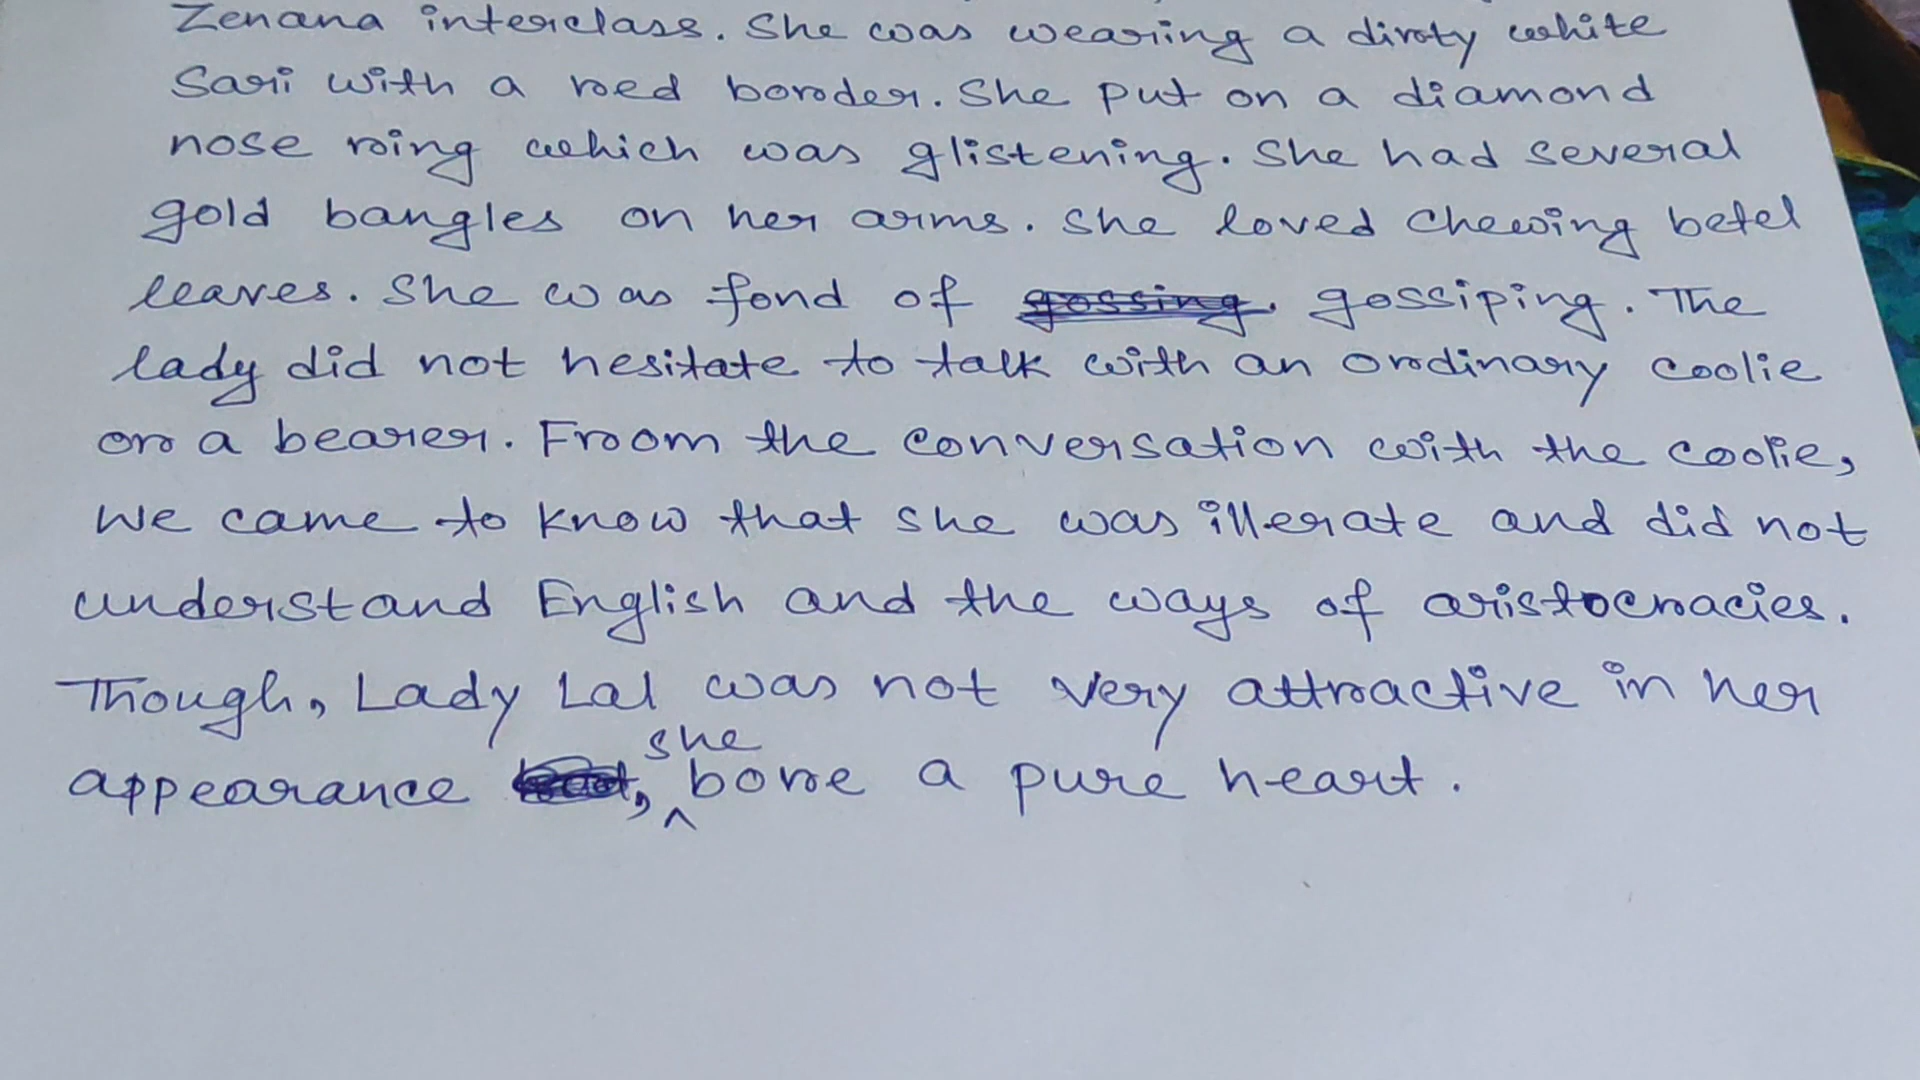 Zenana interclass. She was wearing a dirty white
Sari with a red border. She put on a diamond
nose ring which was glistening. She had several
gold bangles on her arms. She loved chewing betel
leaves. She was fond of gossing. gossiping. The
lady did not hesitate to talk with an ordinary coolie
or a bearer. From the conversation with the coolie,
We came to know that she was illerate and did not
understand English and the ways of aristocracies.
Though, Lady Lal was not very attractive in her
appearance , she bore a pure heart.